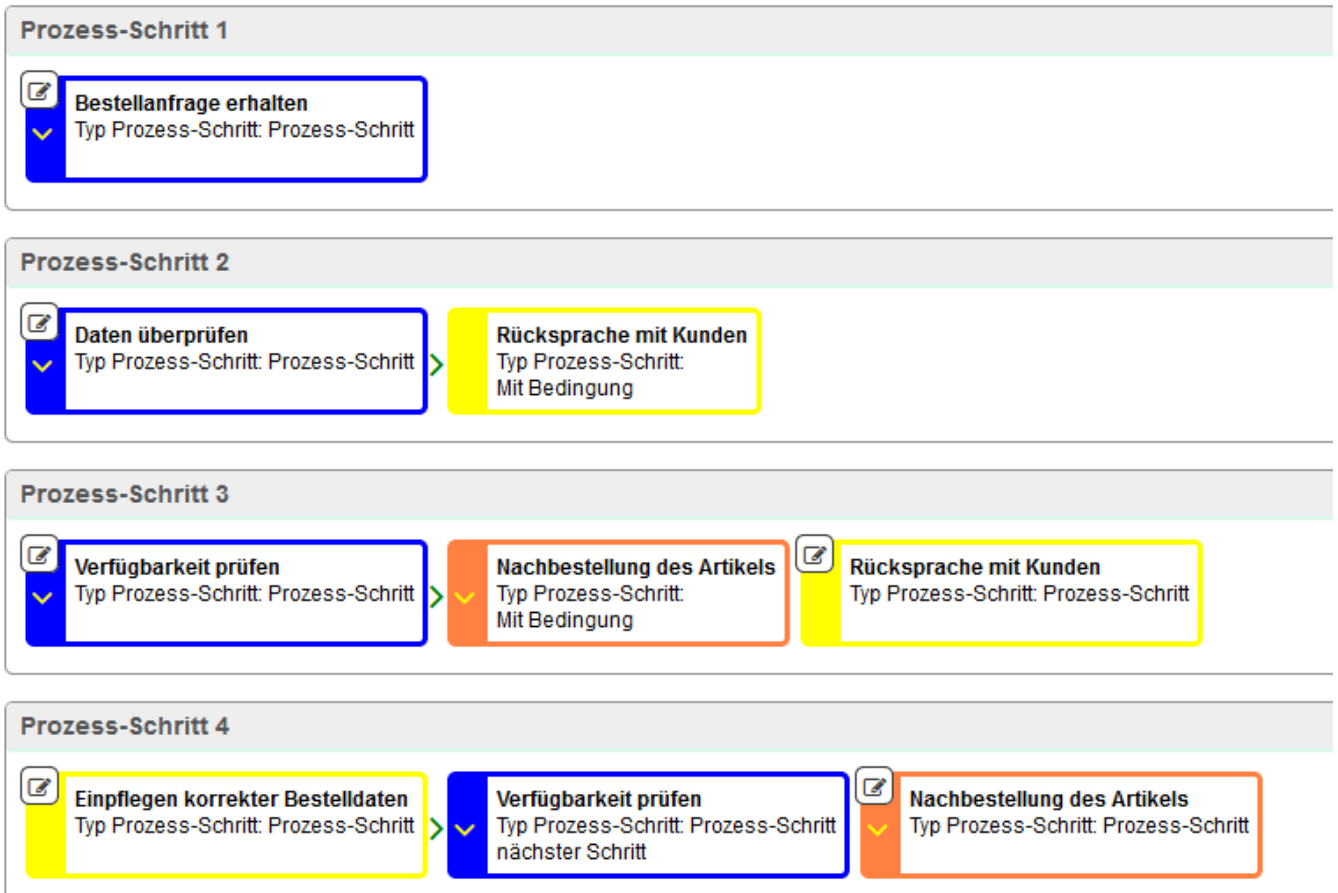 Prozess-Schritt 1
Bestellanfrage erhalten
Typ Prozess-Schritt: Prozess-Schritt
Prozess-Schritt 2
Daten überprüfen
Typ Prozess-Schritt: Prozess-Schritt
Rücksprache mit Kunden
Typ Prozess-Schritt:
Mit Bedingung
Prozess-Schritt 3
Verfügbarkeit prüfen
Typ Prozess-Schritt: Prozess-Schritt
Nachbestellung des Artikels
Typ Prozess-Schritt:
Mit Bedingung
Rücksprache mit Kunden
Typ Prozess-Schritt: Prozess-Schritt
Prozess-Schritt 4
Einpflegen korrekter Bestelldaten
Typ Prozess-Schritt: Prozess-Schritt
Verfügbarkeit prüfen
Typ Prozess-Schritt: Prozess-Schritt
nächster Schritt
Nachbestellung des Artikels
Typ Prozess-Schritt: Prozess-Schritt